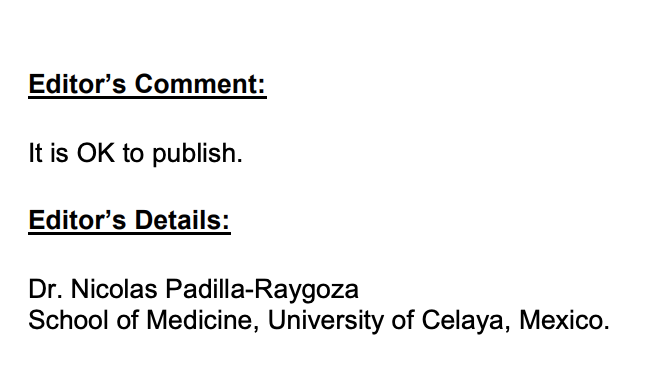 Editor’s Comment:
It is OK to publish.
Editor’s Details:
Dr. Nicolas Padilla-Raygoza
School of Medicine, University of Celaya, Mexico.